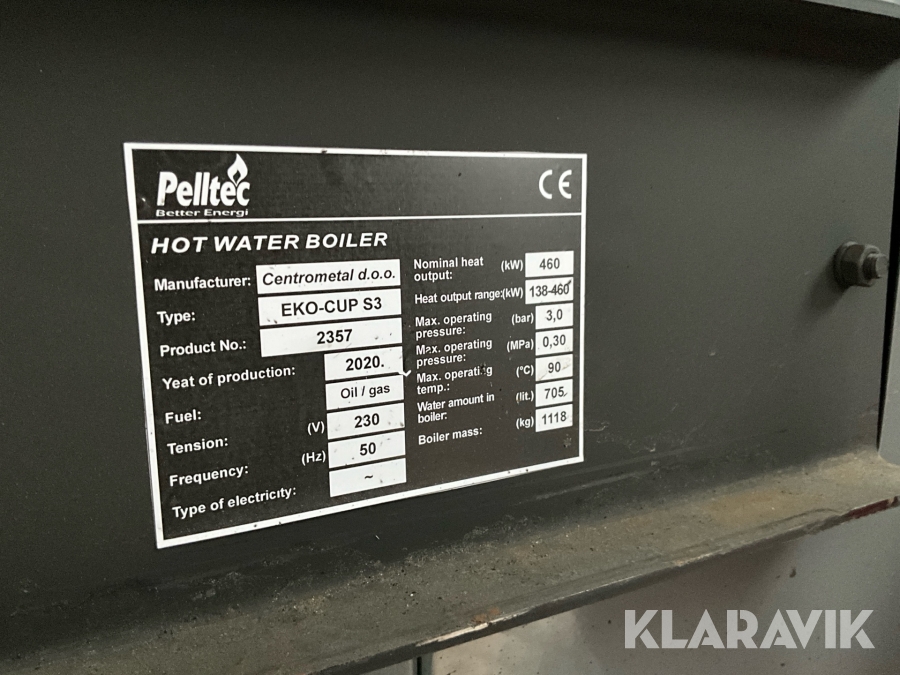 Pelltec
Better Energi
CE
HOT WATER BOILER
Manufacturer: Centrometal d.o.o.
Type: EKO-CUP S3
Product No.: 2357
Yeat of production: 2020.
Fuel: Oil / gas
Tension: (V) 230
Frequency: (Hz) 50
Type of electricity: ~
Nominal heat
output: (kW) 460
Heat output range:(kW) 138-460
Max. operating
pressure: (bar) 3,0
Max. operating
pressure: (MPa) 0,30
Max. operating
temp.: (°C) 90
Water amount in
boiler: (lit.) 705
Boiler mass: (kg) 1118
KLARAVIK